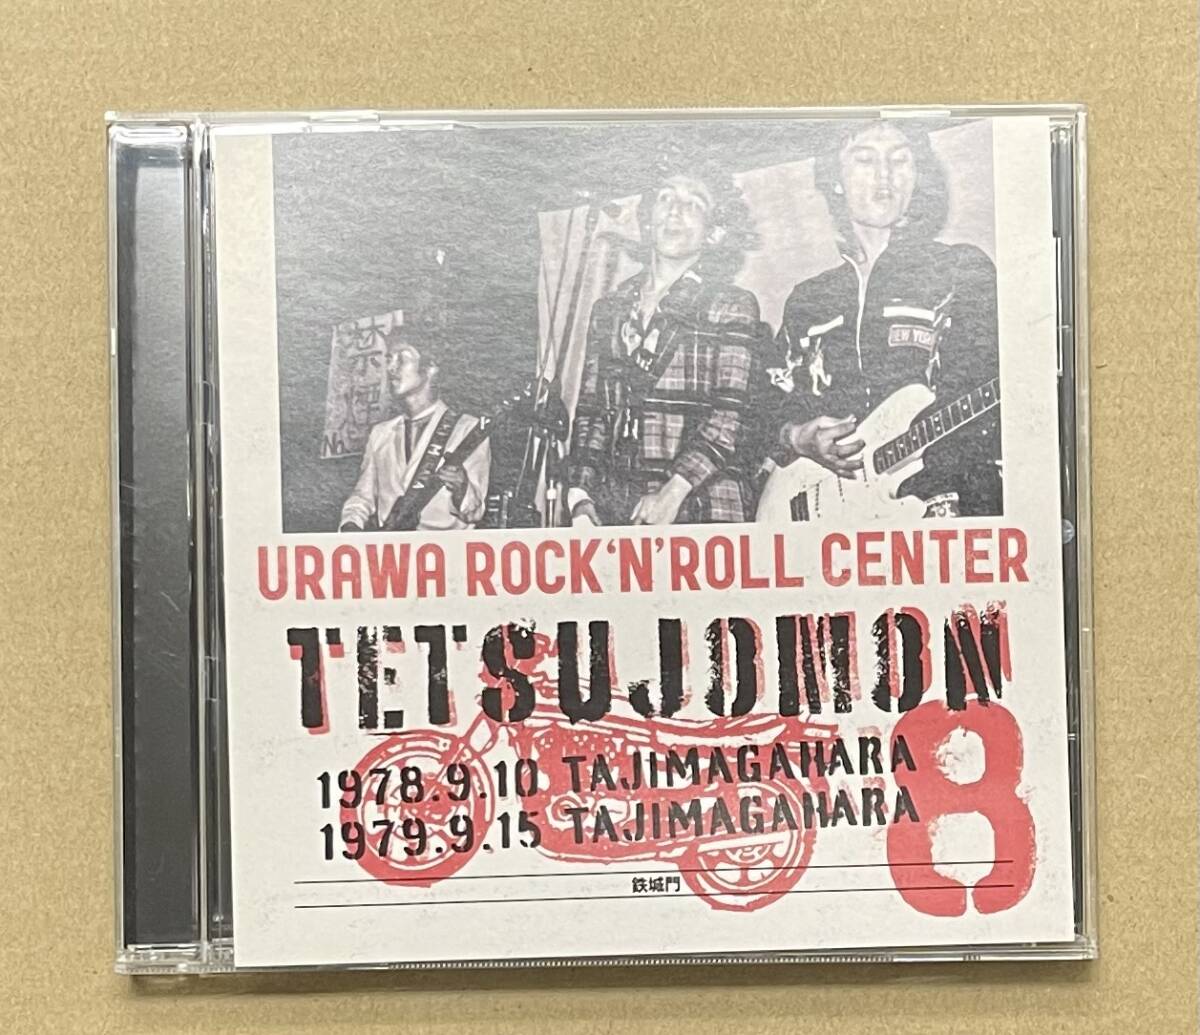 NEW YORK
URAWA ROCK'N'ROLL CENTER
TETSUJOMON
1978.9.10 TAJIMAGAHARA
1979.9.15 TAJIMAGAHARA
8
鉄城門